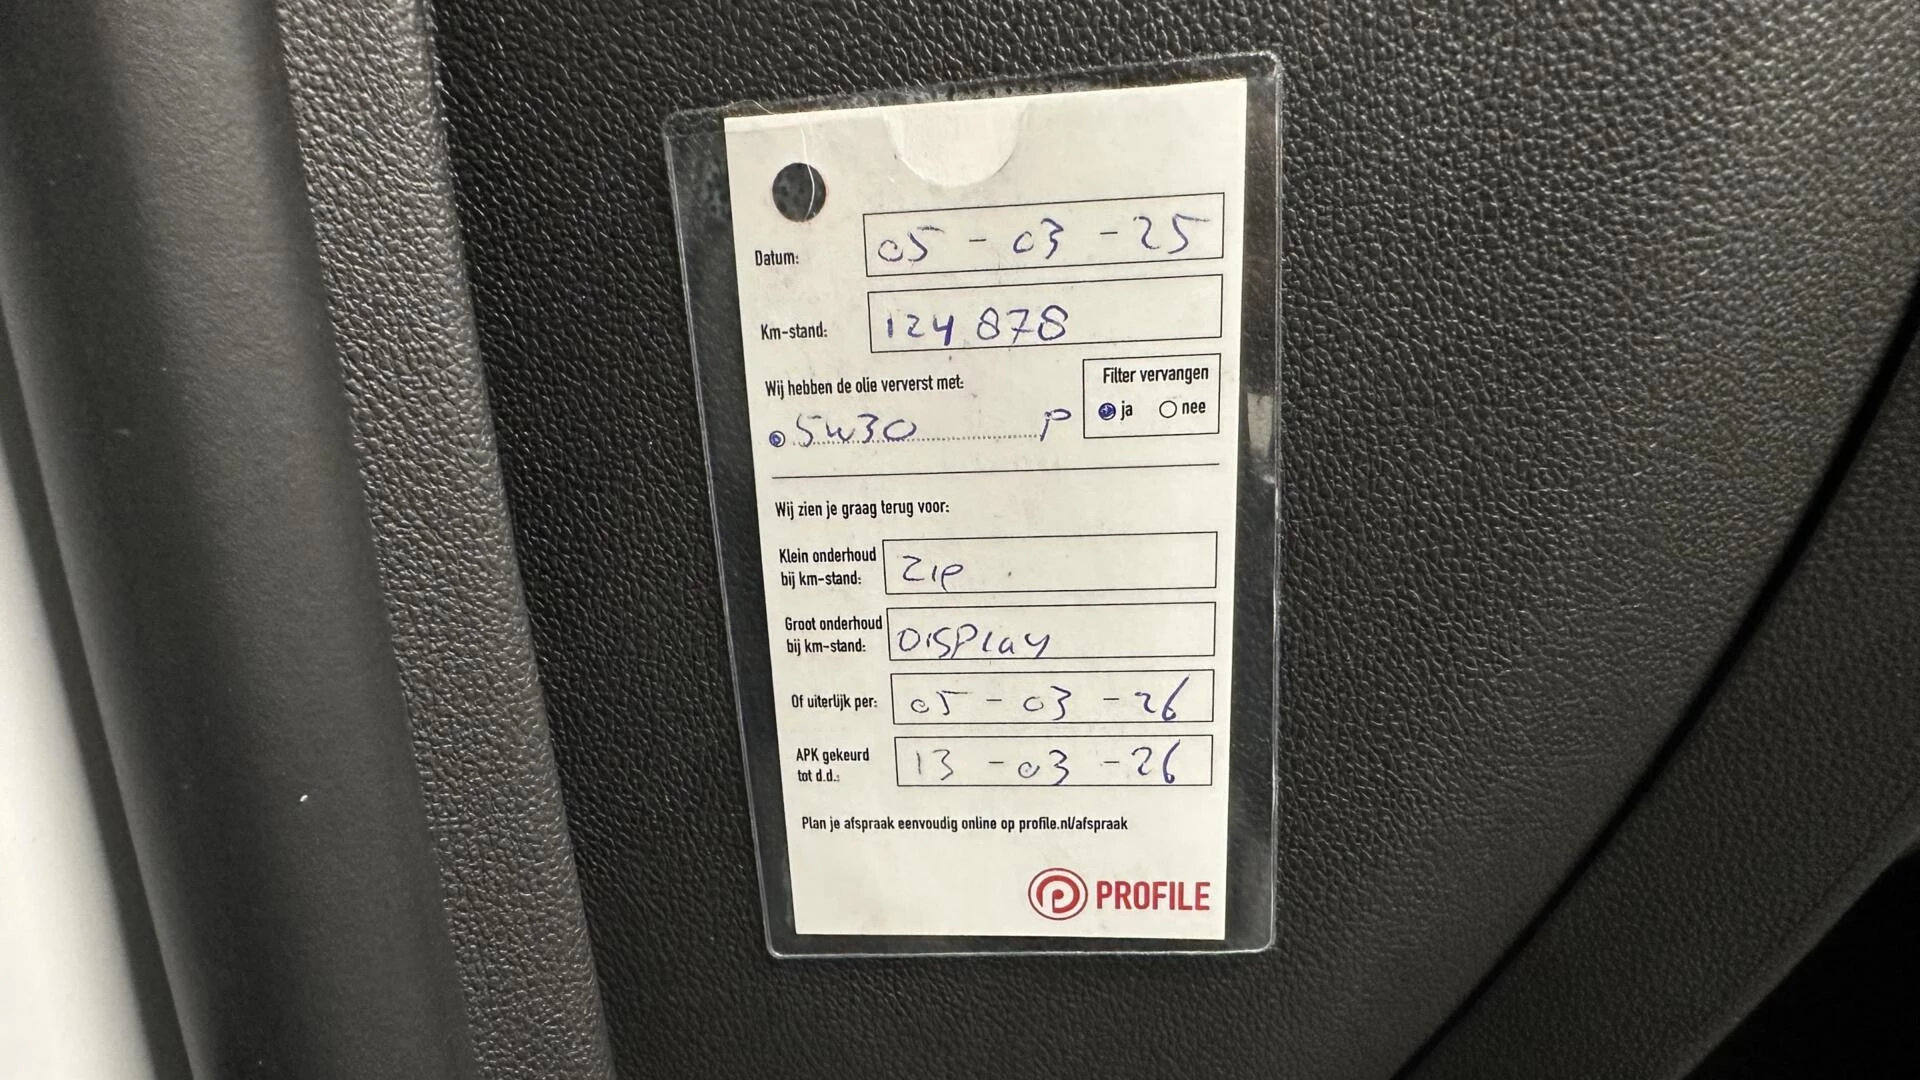 Datum: 05 - 03 - 25
Km-stand: 124 878
Wij hebben de olie ververst met:
Filter vervangen
5w30 P
ja nee
Wij zien je graag terug voor:
Klein onderhoud
bij km-stand: Zie
Groot onderhoud
bij km-stand: Display
Of uiterlijk per: 05 - 03 - 26
APK gekeurd
tot d.d.: 13 - 03 - 26
Plan je afspraak eenvoudig online op profile.nl/afspraak
PROFILE